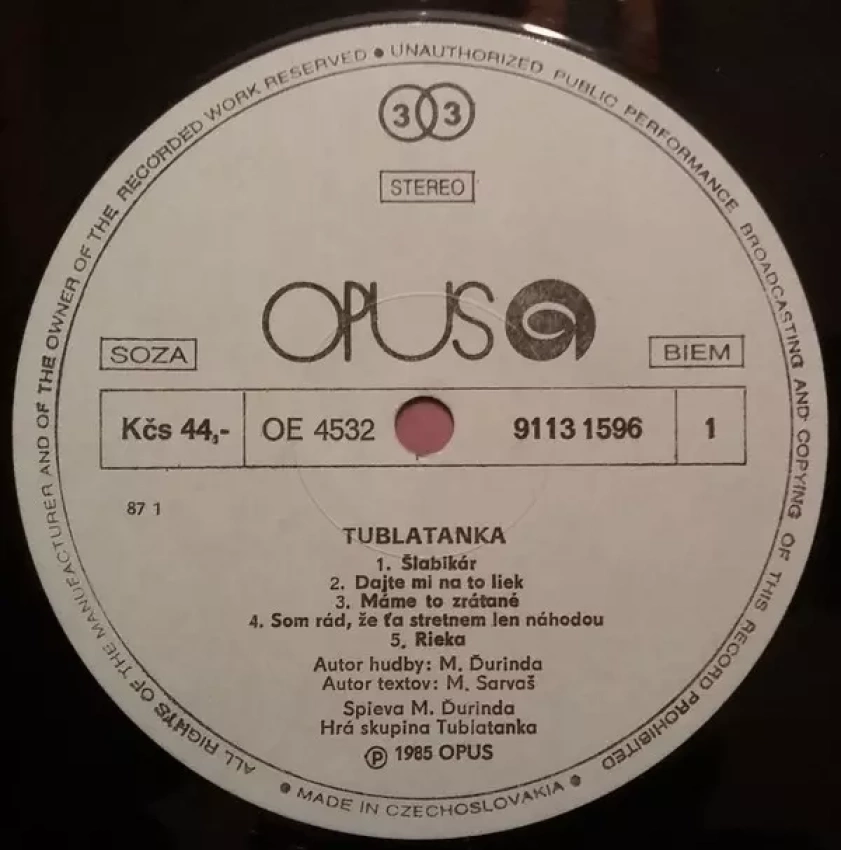 ALL RIGHTS OF THE MANUFACTURER AND OF THE OWNER OF THE RECORDED WORK RESERVED ● UNAUTHORIZED PUBLIC PERFORMANCE BROADCASTING AND COPYING OF THIS RECORD PROHIBITED
● MADE IN CZECHOSLOVAKIA ●
33
STEREO
OPUS
SOZA
BIEM
Kčs 44,- OE 4532 9113 1596 1
87 1
TUBLATANKA
1. Šlabikár
2. Dajte mi na to liek
3. Máme to zrátané
4. Som rád, že ťa stretnem len náhodou
5. Rieka
Autor hudby: M. Ďurinda
Autor textov: M. Sarvaš
Spieva M. Ďurinda
Hrá skupina Tublatanka
Ⓟ 1985 OPUS